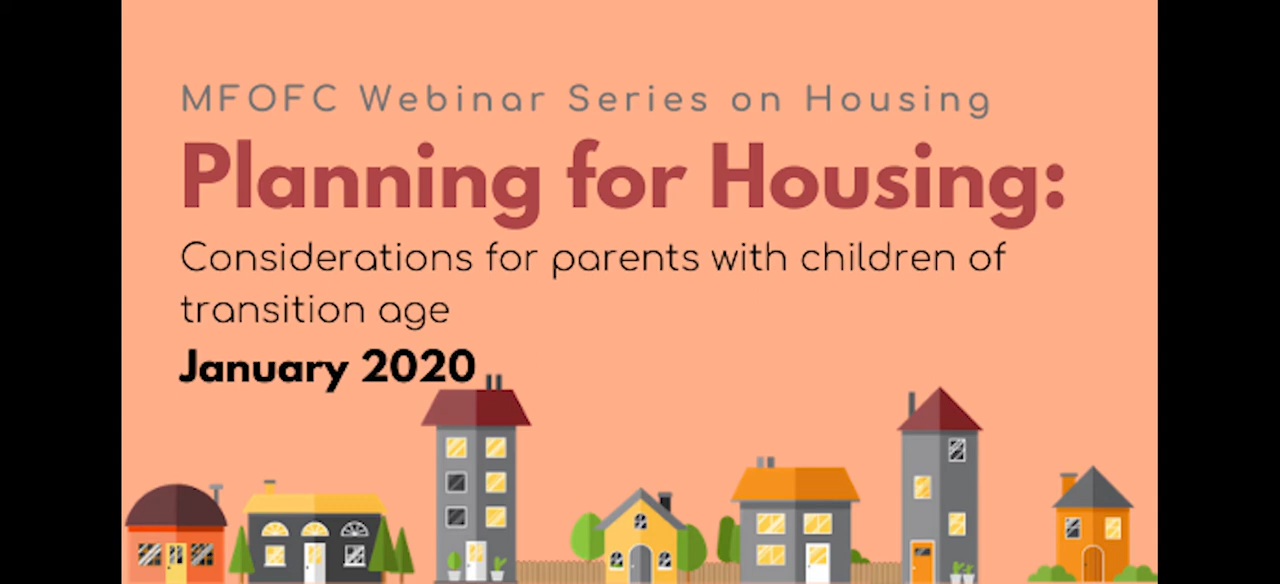 MFOFC Webinar Series on Housing
Planning for Housing:
Considerations for parents with children of
transition age
January 2020